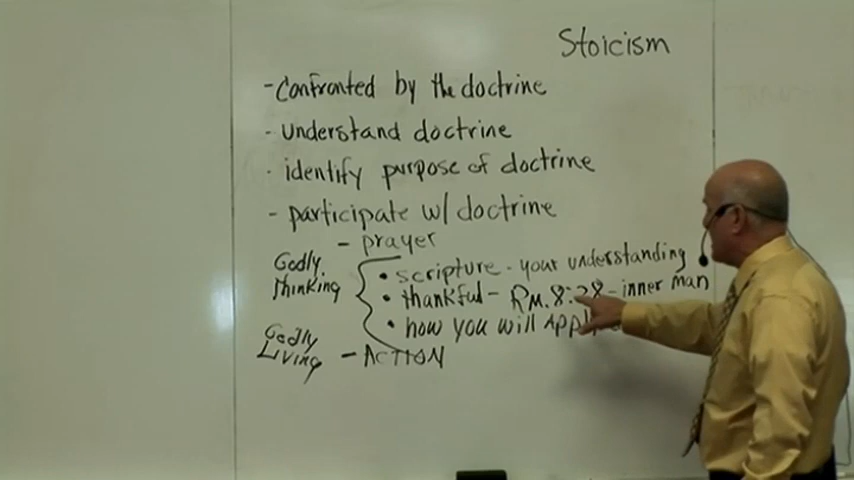 Stoicism
- Confronted by the doctrine
- understand doctrine
- identify purpose of doctrine
- participate w/ doctrine
- prayer
Godly
thinking
• scripture - your understanding
• thankful - Rm. 8:28 - inner man
• how you will
Godly
Living
- ACTION